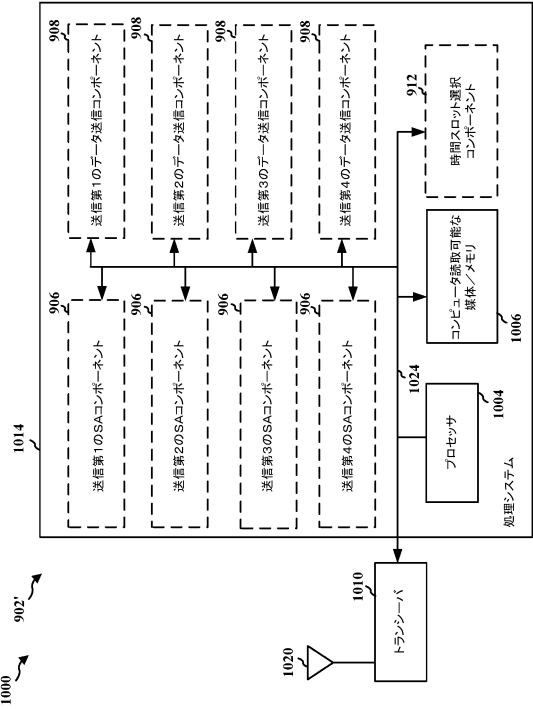 1000
902'
1014
906
送信第1のSAコンポーネント
906
送信第2のSAコンポーネント
906
送信第3のSAコンポーネント
906
送信第4のSAコンポーネント
908
送信第1のデータ送信コンポーネント
908
送信第2のデータ送信コンポーネント
908
送信第3のデータ送信コンポーネント
908
送信第4のデータ送信コンポーネント
1020
1010
トランシーバ
1024
プロセッサ
1004
コンピュータ読取可能な
媒体/メモリ
1006
912
時間スロット選択
コンポーネント
処理システム